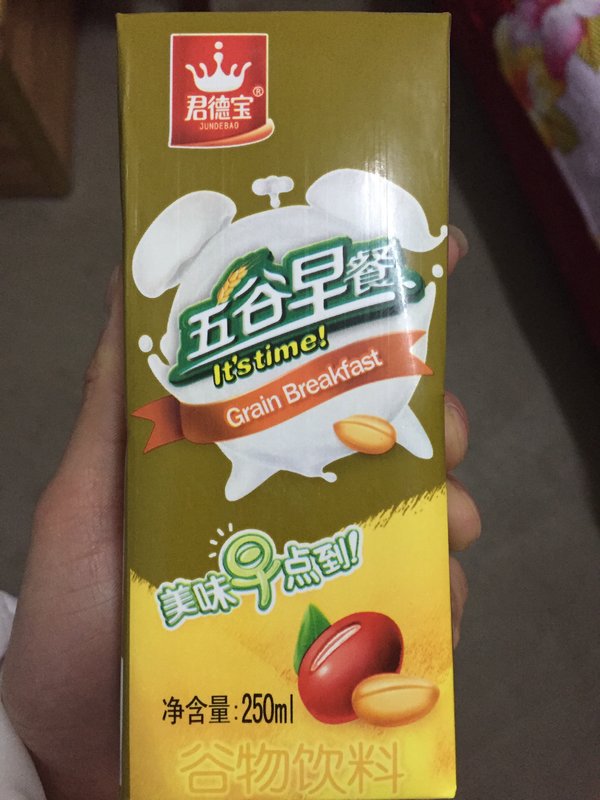 君德宝®
JUNDEBAO
五谷早餐
It'stime!
Grain Breakfast
美味早点到!
净含量:250ml
谷物饮料